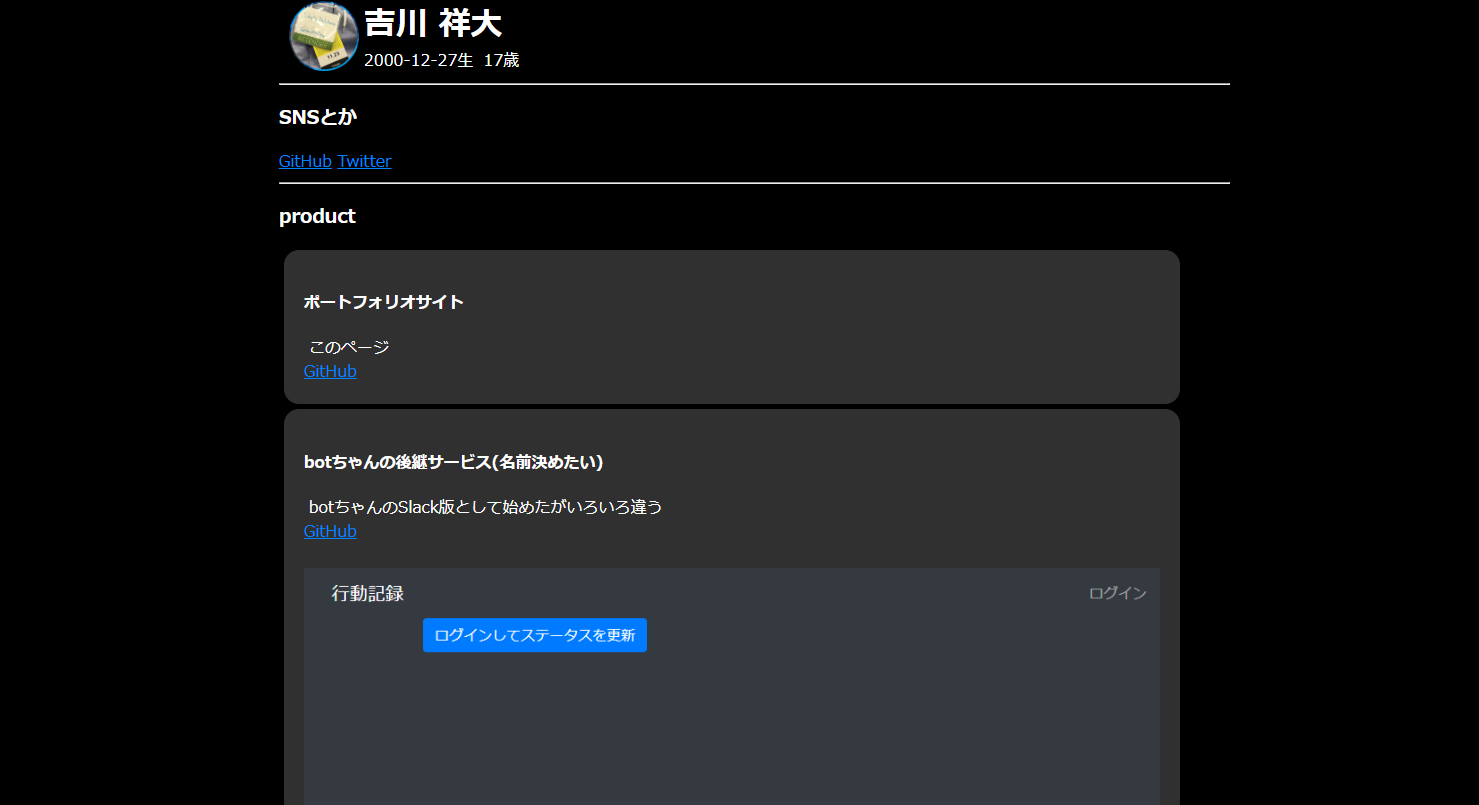 吉川 祥大
2000-12-27生 17歳
SNSとか
GitHub Twitter
product
ポートフォリオサイト
このページ
GitHub
botちゃんの後継サービス(名前決めたい)
botちゃんのSlack版として始めたがいろいろ違う
GitHub
行動記録 ログイン
ログインしてステータスを更新